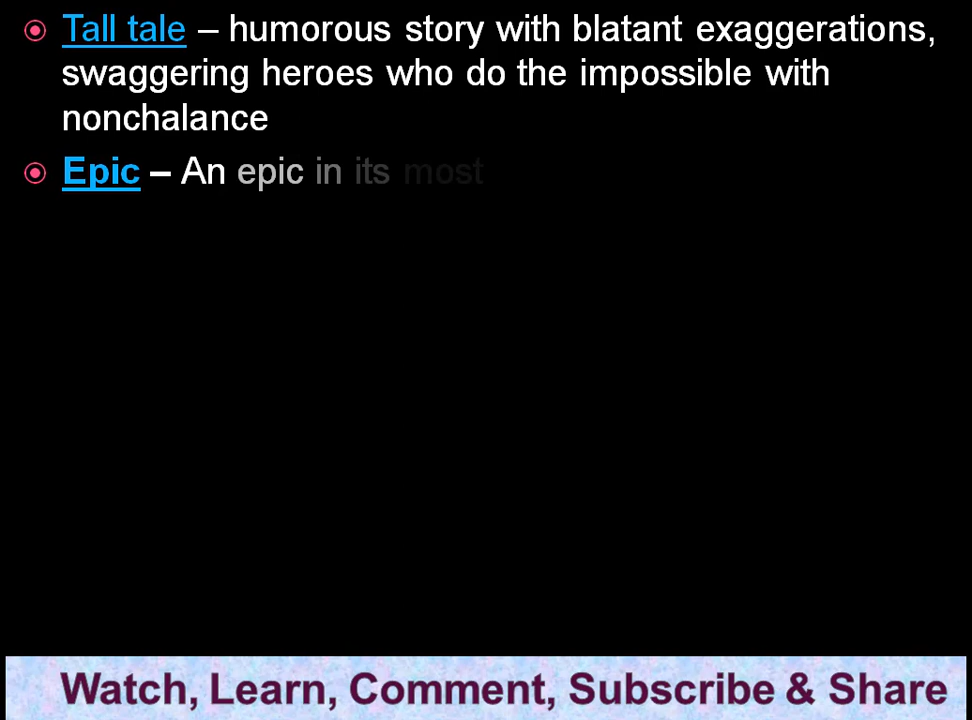 Tall tale – humorous story with blatant exaggerations,
swaggering heroes who do the impossible with
nonchalance
Epic – An epic in its most
Watch, Learn, Comment, Subscribe & Share